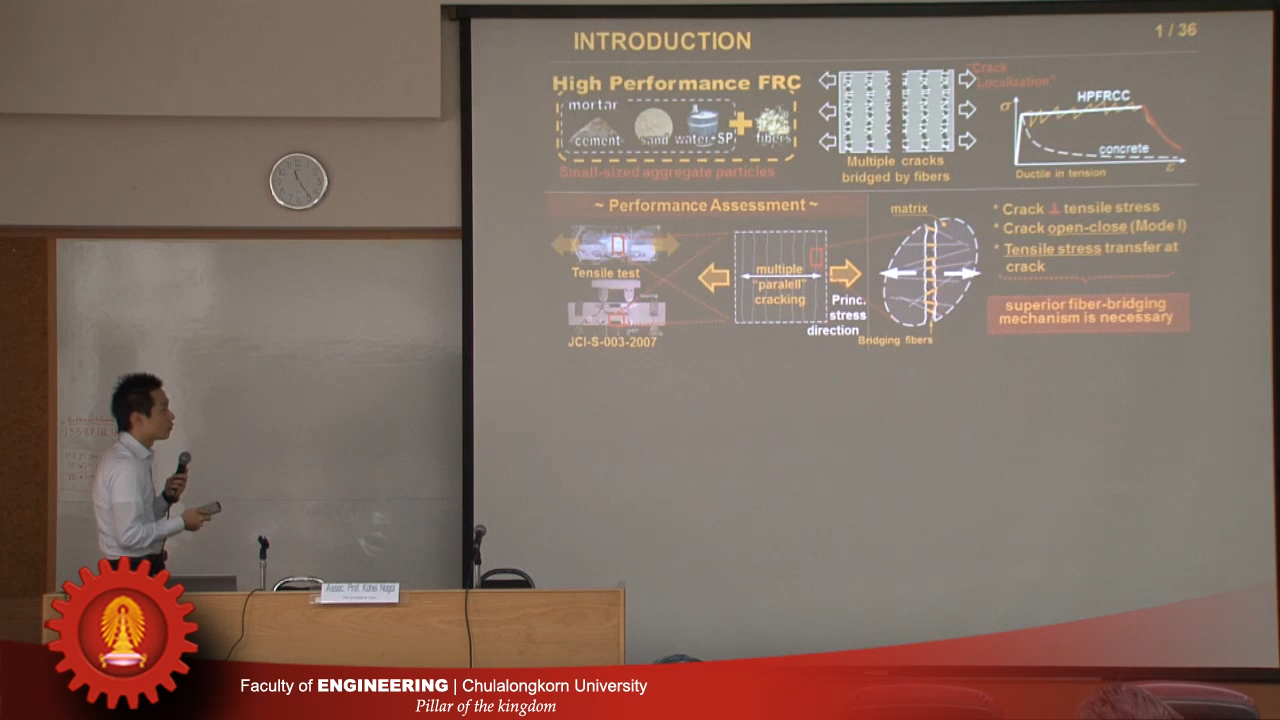 INTRODUCTION
1 / 36
High Performance FRC
mortar
cement sand water+SP fibers
Small-sized aggregate particles
Multiple cracks
bridged by fibers
"Crack
Localization"
σ
HPFRCC
concrete
ε
Ductile in tension
~ Performance Assessment ~
Tensile test
JCI-S-003-2007
multiple
"paralell"
cracking
Princ.
stress
direction
matrix
Bridging fibers
* Crack ⊥ tensile stress
* Crack open-close (Mode I)
* Tensile stress transfer at
crack
superior fiber-bridging
mechanism is necessary
Assoc. Prof. Kohei Nagai
Faculty of ENGINEERING | Chulalongkorn University
Pillar of the kingdom